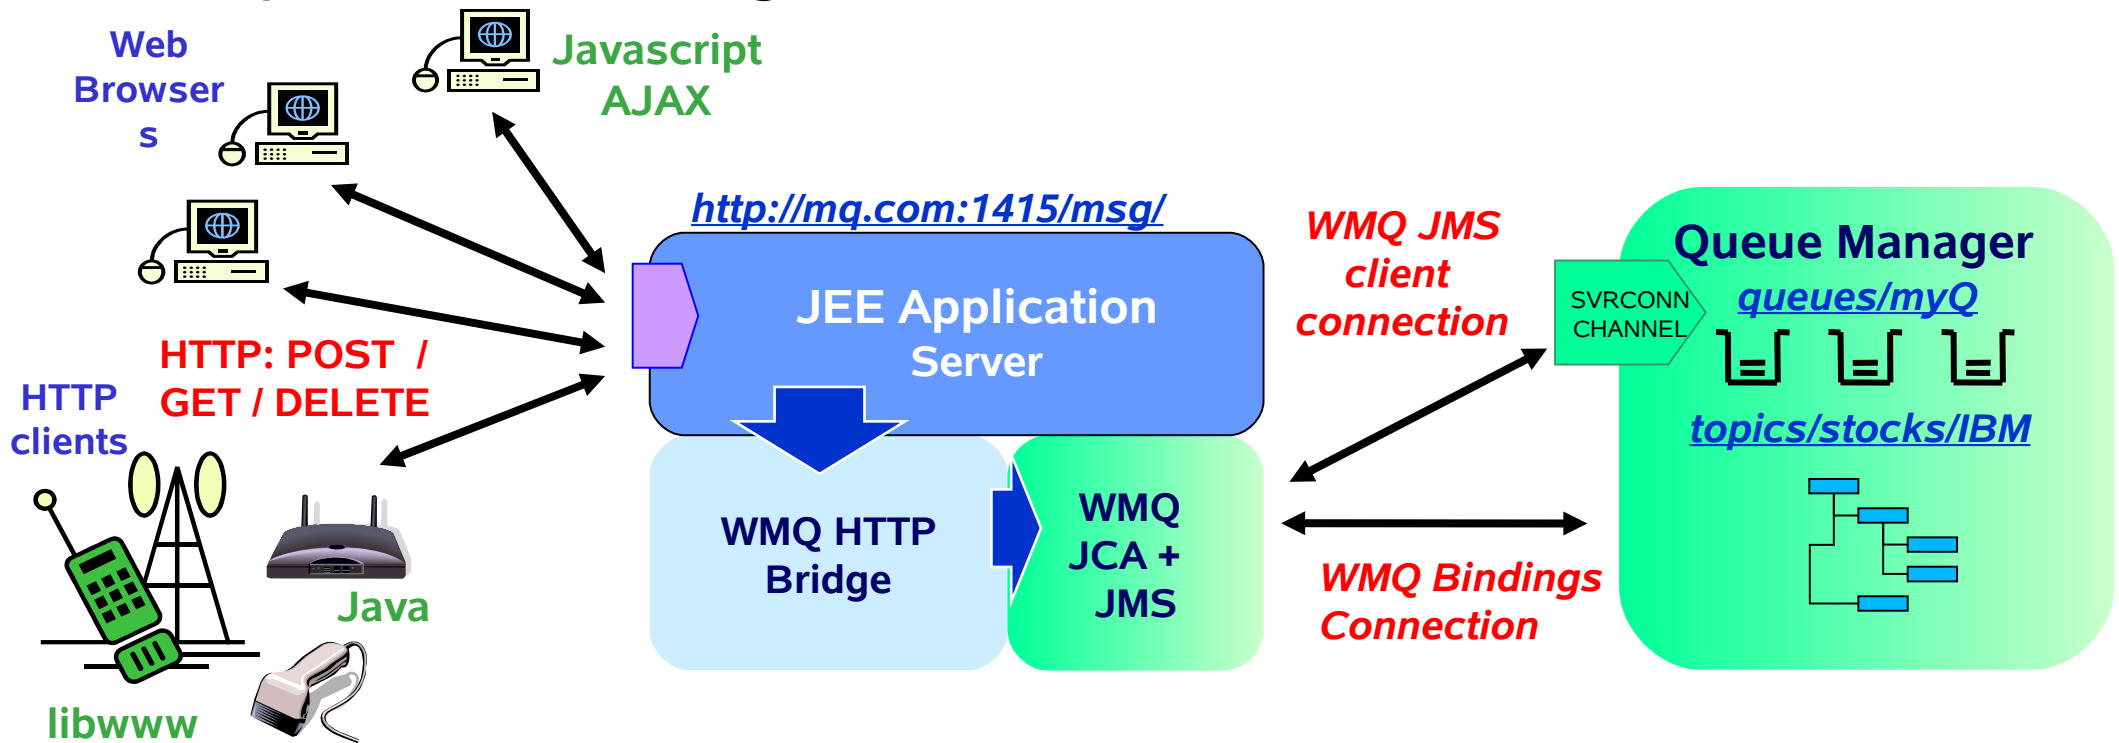 Web
Browser
s
Javascript
AJAX
http://mq.com:1415/msg/
JEE Application
Server
HTTP: POST /
GET / DELETE
HTTP
clients
Java
libwww
WMQ HTTP
Bridge
WMQ
JCA +
JMS
WMQ JMS
client
connection
WMQ Bindings
Connection
SVRCONN
CHANNEL
Queue Manager
queues/myQ
topics/stocks/IBM